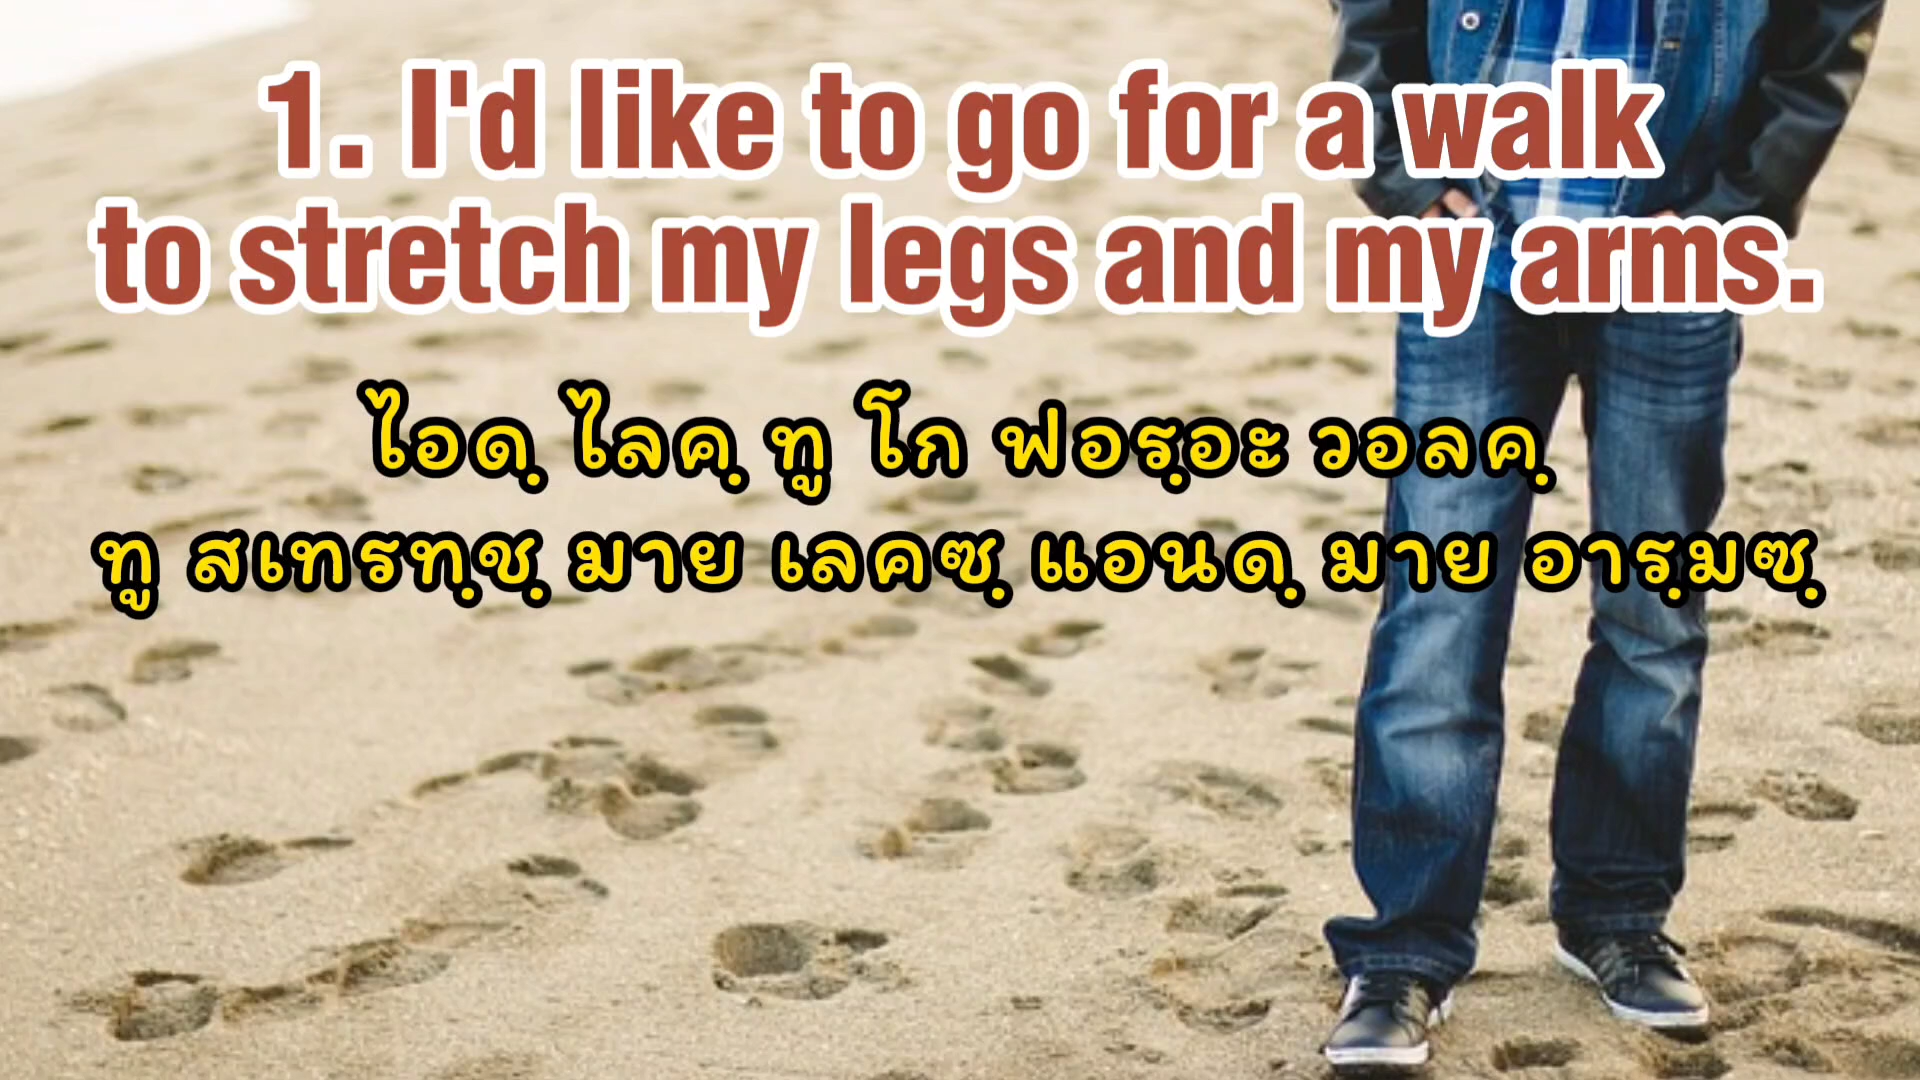 1. I'd like to go for a walk
to stretch my legs and my arms.
ไอดฺ ไลคฺ ทู โก ฟอรฺอะ วอลคฺ
ทู สเทรทฺชฺ มาย เลคซฺ แอนดฺ มาย อารฺมซฺ